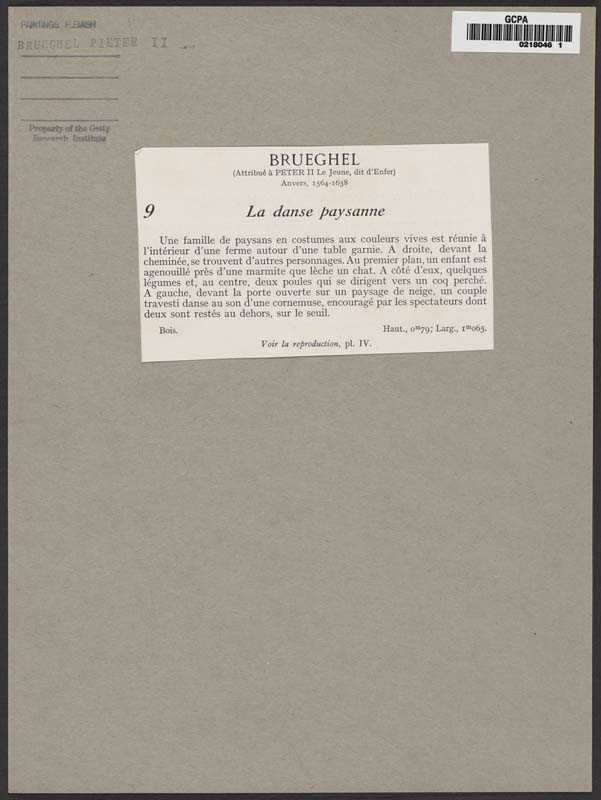 PAINTINGS: FLEMISH
BRUEGHEL PIETER II
Property of the Getty
Research Institute
GCPA
0218046 1
BRUEGHEL
(Attribué à PETER II Le Jeune, dit d'Enfer)
Anvers, 1564-1638
9 La danse paysanne
Une famille de paysans en costumes aux couleurs vives est réunie à
l'intérieur d'une ferme autour d'une table garnie. A droite, devant la
cheminée, se trouvent d'autres personnages. Au premier plan, un enfant est
agenouillé près d'une marmite que lèche un chat. A côté d'eux, quelques
légumes et, au centre, deux poules qui se dirigent vers un coq perché.
A gauche, devant la porte ouverte sur un paysage de neige, un couple
travesti danse au son d'une cornemuse, encouragé par les spectateurs dont
deux sont restés au dehors, sur le seuil.
Bois. Haut., 0m79; Larg., 1m065.
Voir la reproduction, pl. IV.